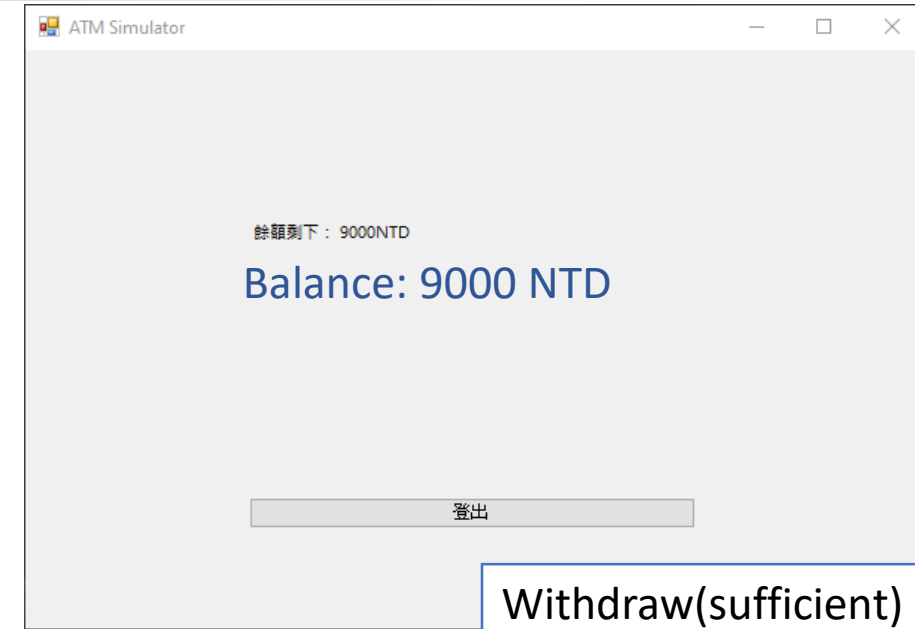 ATM Simulator
餘額剩下： 9000NTD
Balance: 9000 NTD
登出
Withdraw(sufficient)